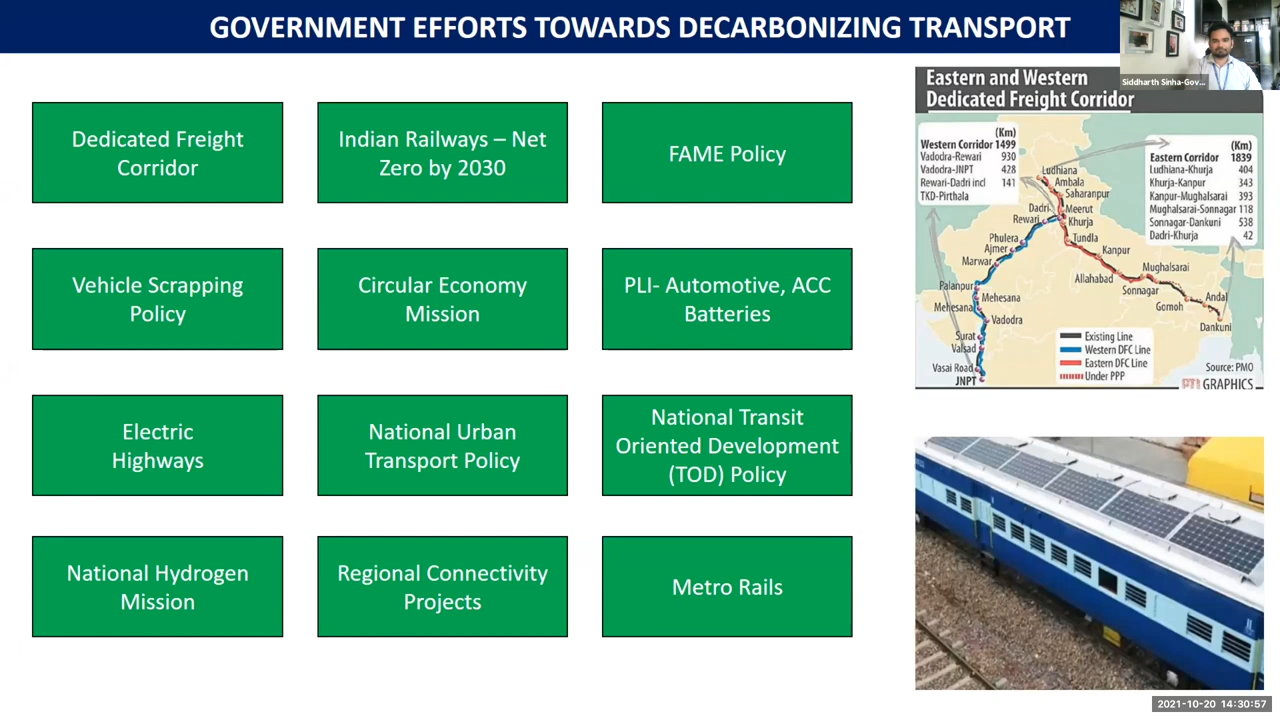 GOVERNMENT EFFORTS TOWARDS DECARBONIZING TRANSPORT
Siddharth Sinha-Gov...
Dedicated Freight
Corridor
Indian Railways – Net
Zero by 2030
FAME Policy
Vehicle Scrapping
Policy
Circular Economy
Mission
PLI- Automotive, ACC
Batteries
Electric
Highways
National Urban
Transport Policy
National Transit
Oriented Development
(TOD) Policy
National Hydrogen
Mission
Regional Connectivity
Projects
Metro Rails
Eastern and Western
Dedicated Freight Corridor
(Km)
Western Corridor 1499
Vadodra-Rewari 930
Vadodra-JNPT 428
Rewari-Dadri incl 141
TKD-Pirthala
(Km)
Eastern Corridor 1839
Ludhiana-Khurja 404
Khurja-Kanpur 343
Kanpur-Mughalsarai 393
Mughalsarai-Sonnagar 118
Sonnagar-Dankuni 538
Dadri-Khurja 42
Ludhiana
Ambala
Saharanpur
Dadri
Meerut
Rewari
Khurja
Phulera
Tundla
Ajmer
Kanpur
Marwar
Mughalsarai
Allahabad
Palanpur
Sonnagar
Andal
Mehesana
Gomoh
Mehesana
Vadodra
Dankuni
Surat
Valsad
Vasai Road
JNPT
Existing Line
Western DFC Line
Eastern DFC Line
Under PPP
Source: PMO
PTI GRAPHICS
2021-10-20 14:30:57